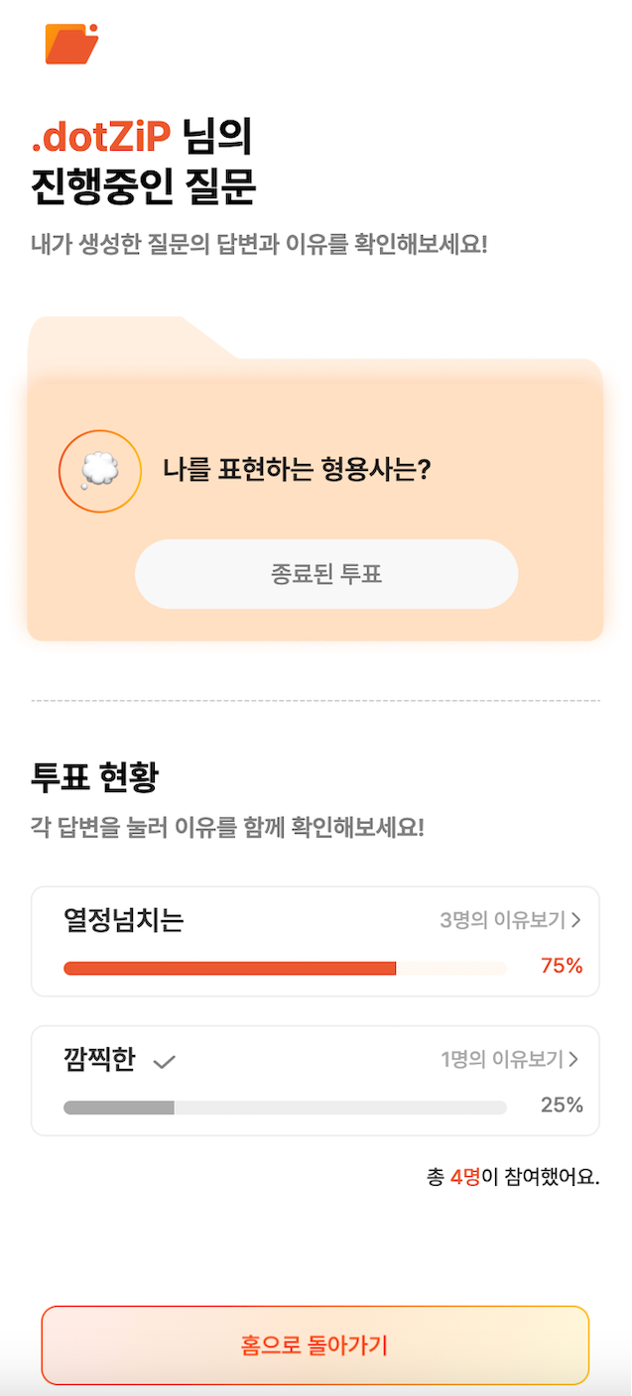 .dotZiP 님의
진행중인 질문
내가 생성한 질문의 답변과 이유를 확인해보세요!
나를 표현하는 형용사는?
종료된 투표
투표 현황
각 답변을 눌러 이유를 함께 확인해보세요!
열정넘치는 3명의 이유보기 >
75%
깜찍한 1명의 이유보기 >
25%
총 4명이 참여했어요.
홈으로 돌아가기